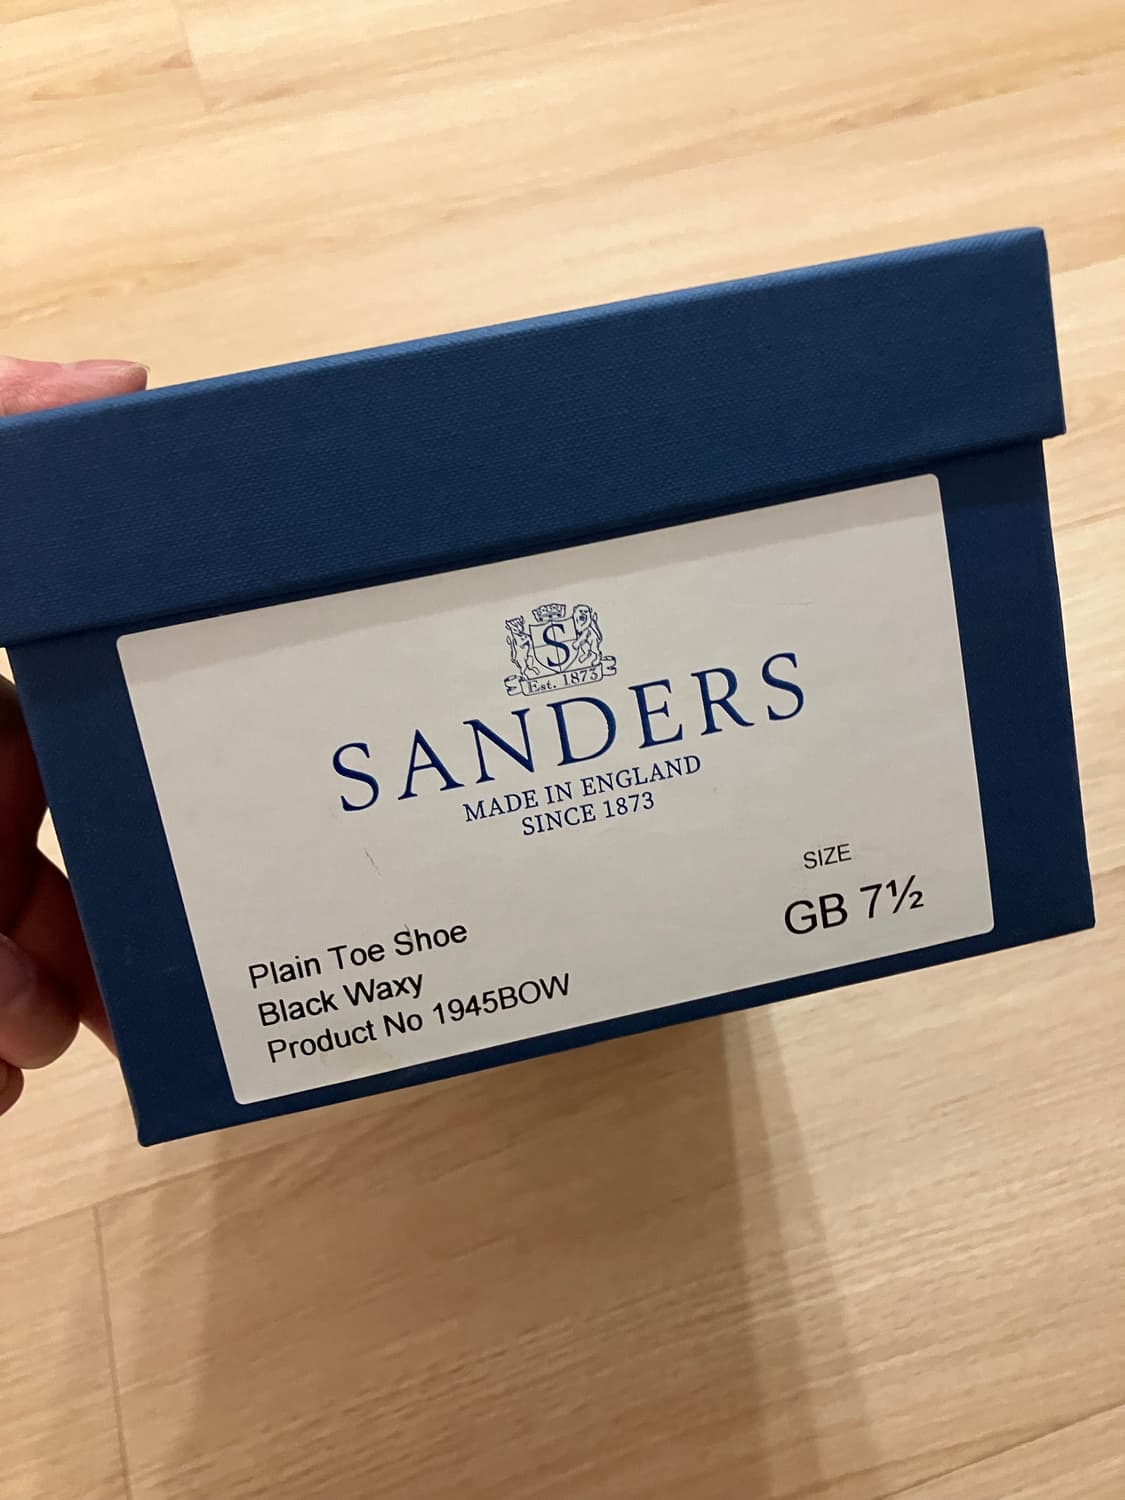 S
Est. 1873
SANDERS
MADE IN ENGLAND
SINCE 1873
SIZE
GB 7½
Plain Toe Shoe
Black Waxy
Product No 1945BOW